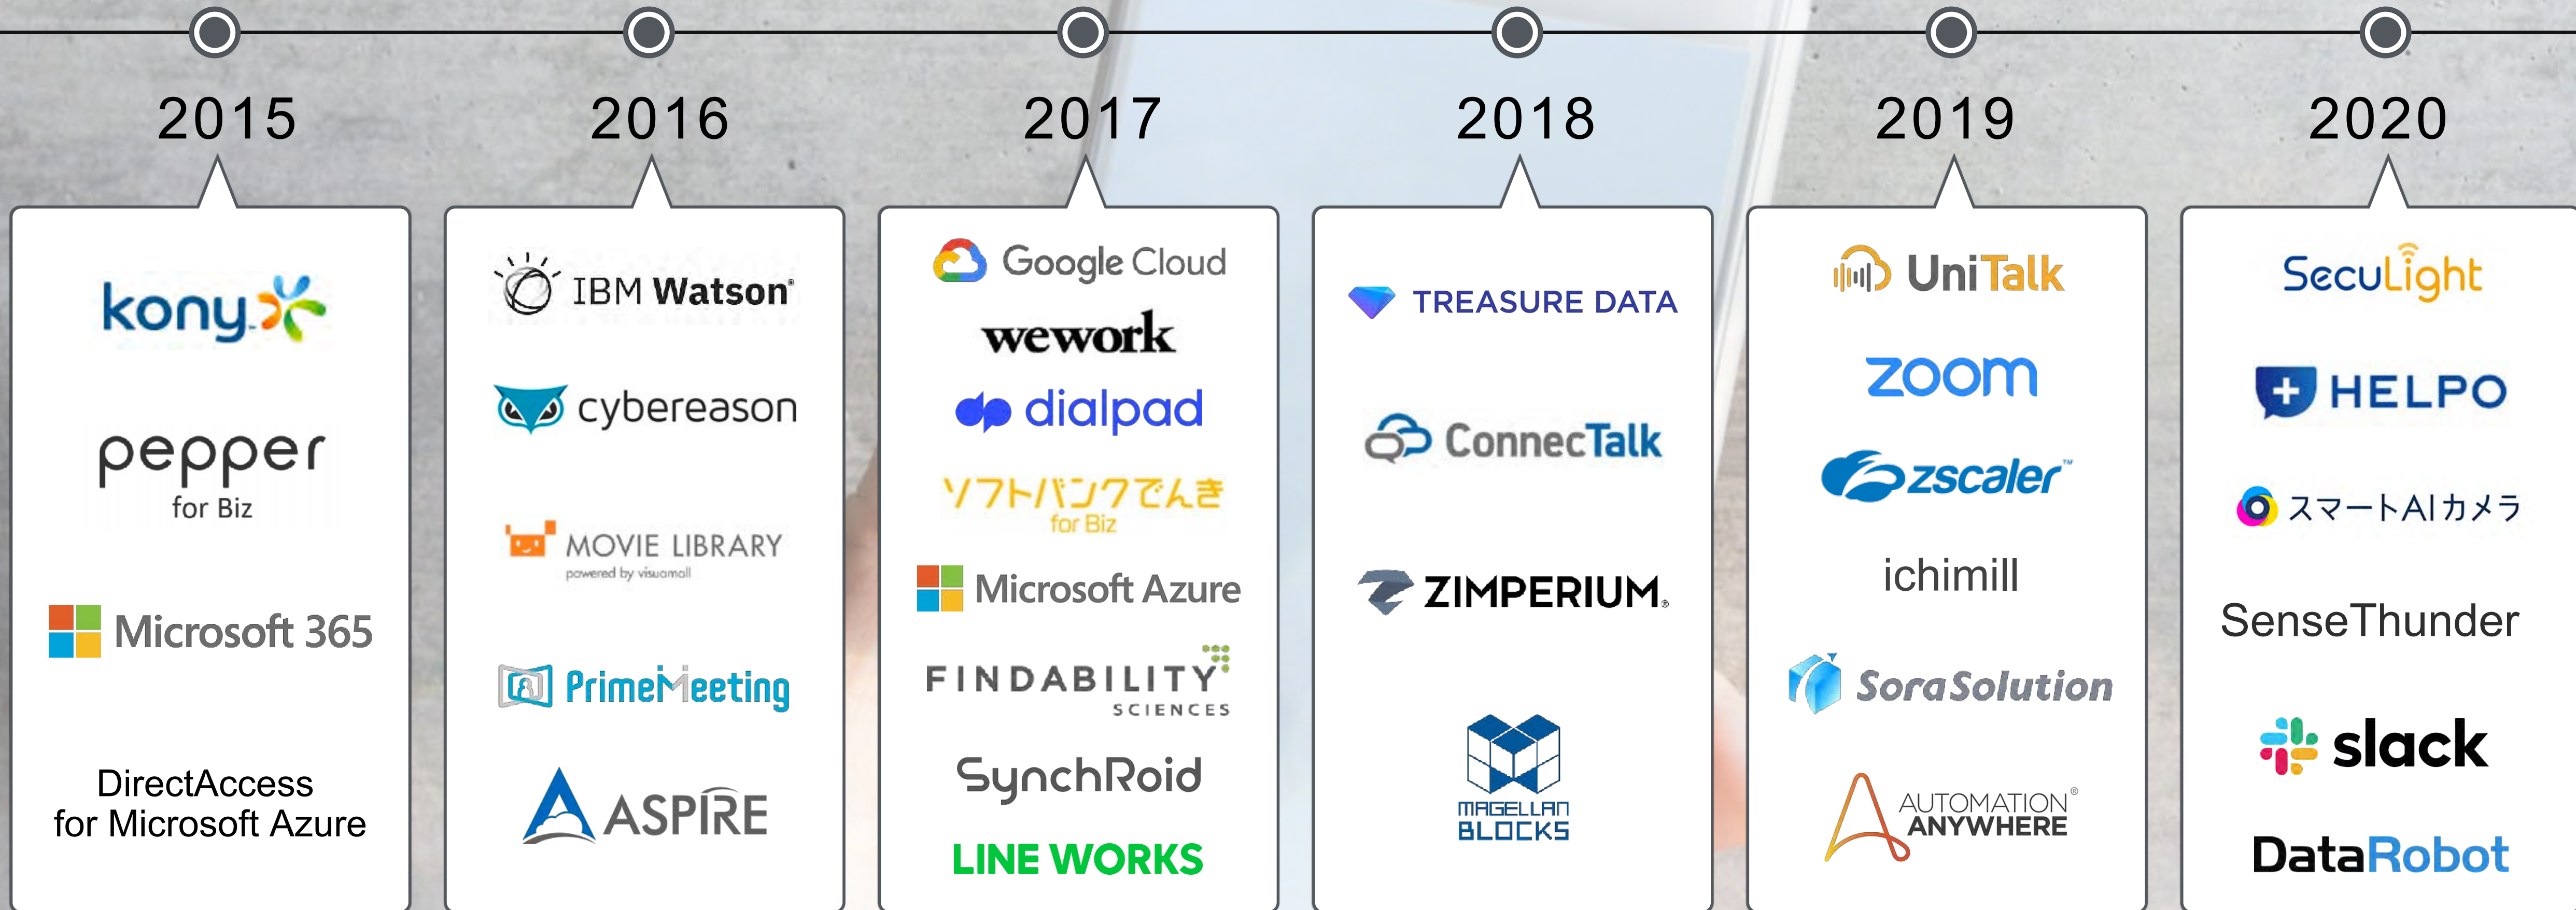 2015
kony
pepper
for Biz
Microsoft 365
DirectAccess
for Microsoft Azure
2016
IBM Watson®
cybereason
MOVIE LIBRARY
powered by visuamall
PrimeMeeting
ASPIRE
2017
Google Cloud
wework
dialpad
ソフトバンクでんき
for Biz
Microsoft Azure
FINDABILITY
SCIENCES
SynchRoid
LINE WORKS
2018
TREASURE DATA
ConnecTalk
ZIMPERIUM®
MAGELLAN
BLOCKS
2019
UniTalk
zoom
zscaler™
ichimill
SoraSolution
AUTOMATION®
ANYWHERE
2020
SecuLight
HELPO
スマートAIカメラ
SenseThunder
slack
DataRobot